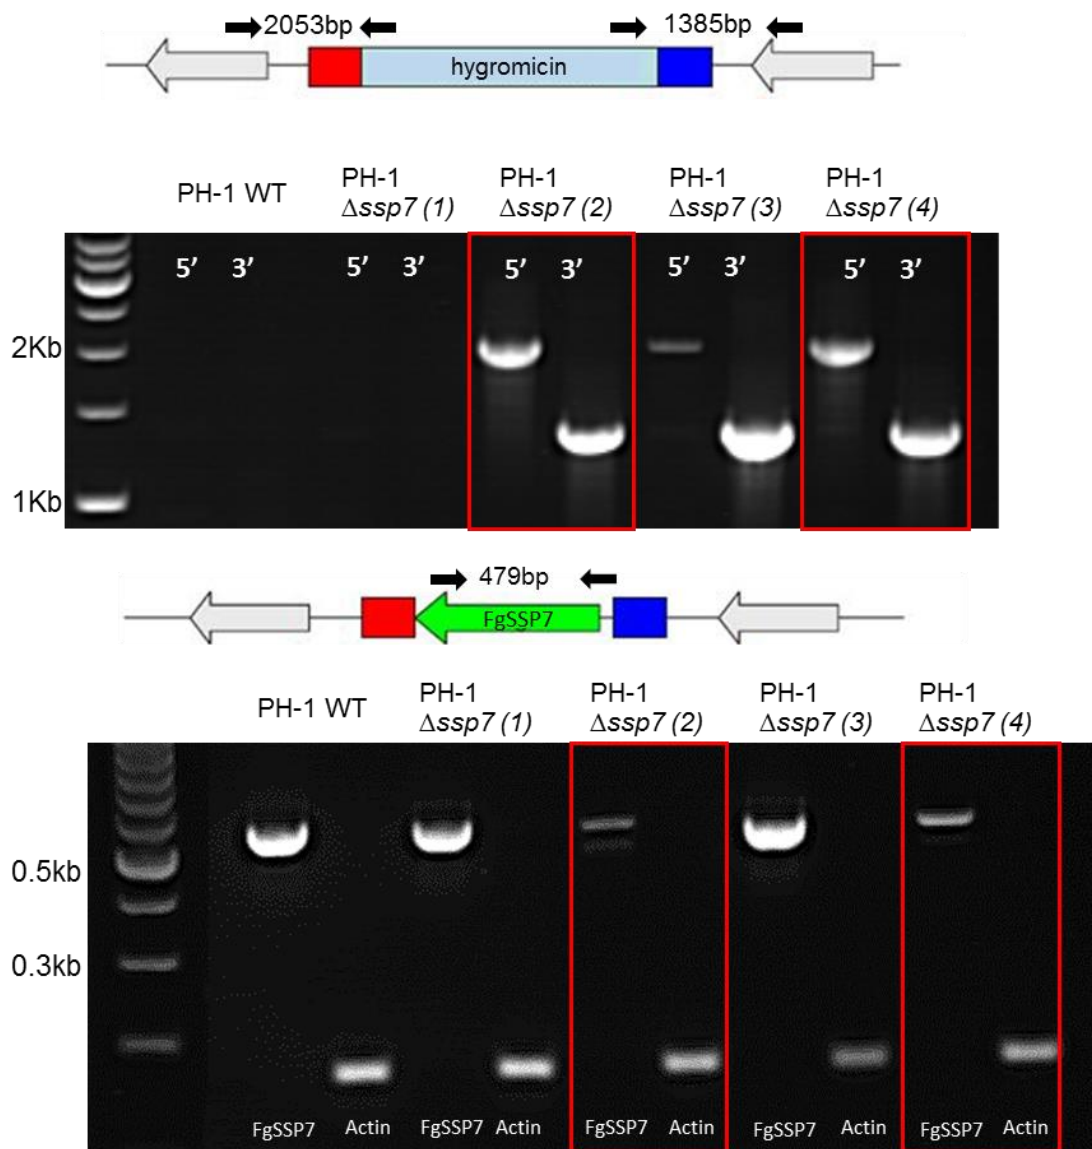 2053bp
1385bp
hygromicin
PH-1 WT
PH-1
Δssp7 (1)
PH-1
Δssp7 (2)
PH-1
Δssp7 (3)
PH-1
Δssp7 (4)
5’ 3’ 5’ 3’ 5’ 3’ 5’ 3’ 5’ 3’
2Kb
1Kb
479bp
FgSSP7
PH-1 WT
PH-1
Δssp7 (1)
PH-1
Δssp7 (2)
PH-1
Δssp7 (3)
PH-1
Δssp7 (4)
0.5kb
0.3kb
FgSSP7 Actin FgSSP7 Actin FgSSP7 Actin FgSSP7 Actin FgSSP7 Actin